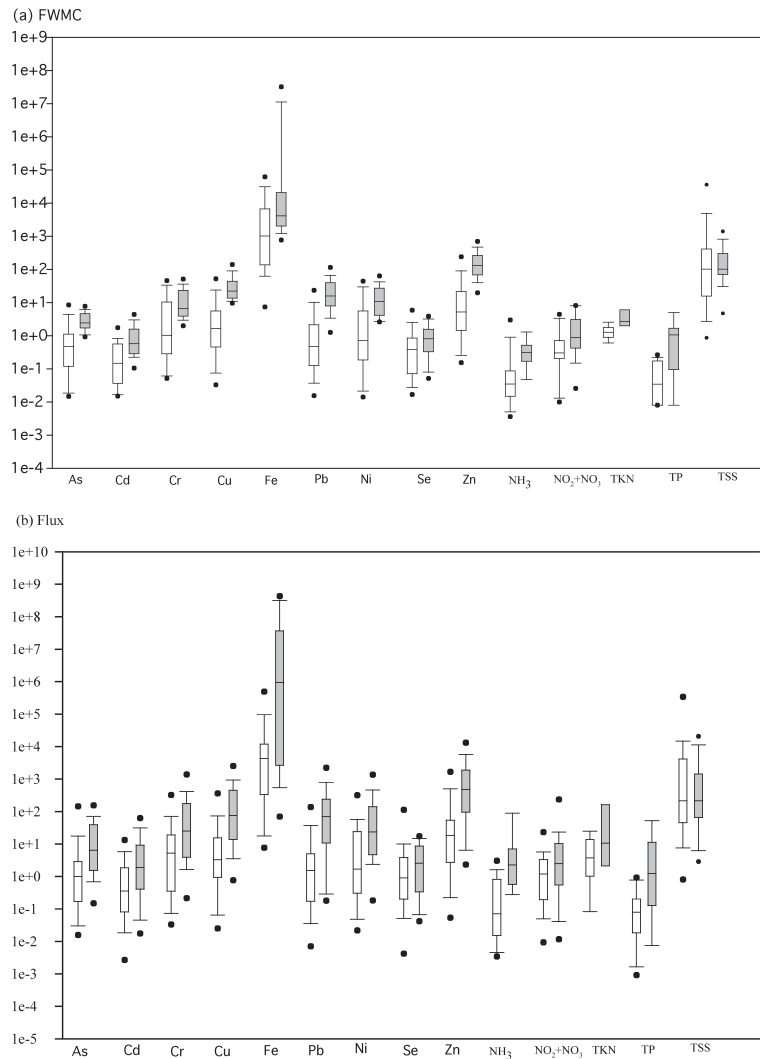 (a) FWMC
1e+9
1e+8
1e+7
1e+6
1e+5
1e+4
1e+3
1e+2
1e+1
1e+0
1e-1
1e-2
1e-3
1e-4
As Cd Cr Cu Fe Pb Ni Se Zn NH₃ NO₂+NO₃ TKN TP TSS
(b) Flux
1e+10
1e+9
1e+8
1e+7
1e+6
1e+5
1e+4
1e+3
1e+2
1e+1
1e+0
1e-1
1e-2
1e-3
1e-4
1e-5
As Cd Cr Cu Fe Pb Ni Se Zn NH₃ NO₂+NO₃ TKN TP TSS